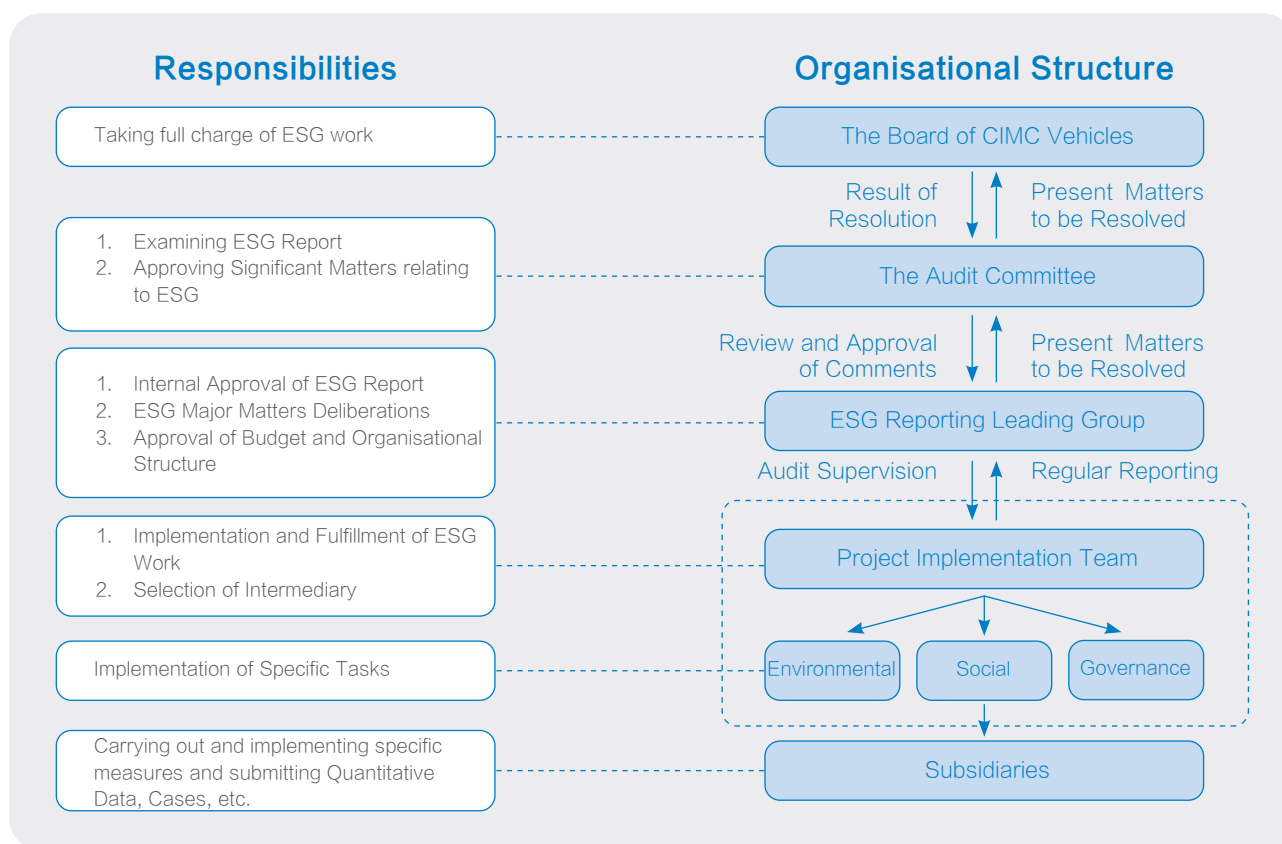 Responsibilities
Organisational Structure
Taking full charge of ESG work
The Board of CIMC Vehicles
Result of
Resolution
Present Matters
to be Resolved
1. Examining ESG Report
2. Approving Significant Matters relating
to ESG
The Audit Committee
Review and Approval
of Comments
Present Matters
to be Resolved
1. Internal Approval of ESG Report
2. ESG Major Matters Deliberations
3. Approval of Budget and Organisational
Structure
ESG Reporting Leading Group
Audit Supervision
Regular Reporting
1. Implementation and Fulfillment of ESG
Work
2. Selection of Intermediary
Project Implementation Team
Implementation of Specific Tasks
Environmental
Social
Governance
Carrying out and implementing specific
measures and submitting Quantitative
Data, Cases, etc.
Subsidiaries